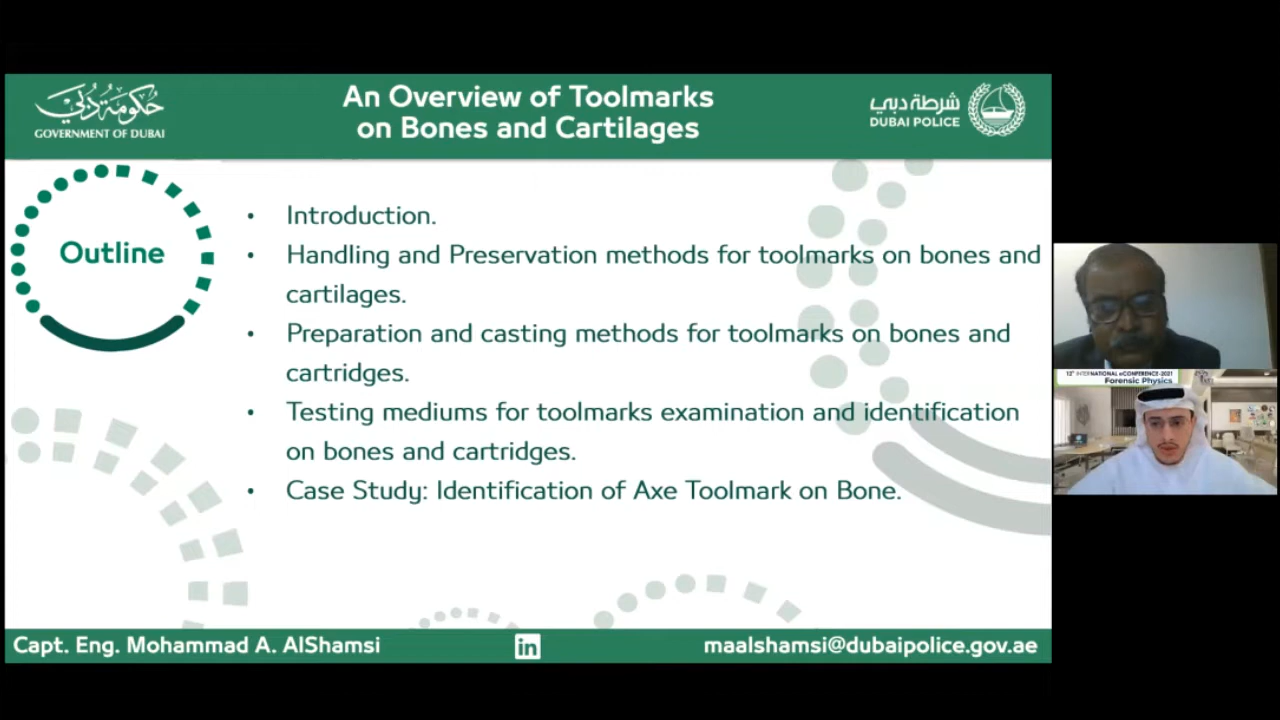 حكومة دبي
GOVERNMENT OF DUBAI
An Overview of Toolmarks
on Bones and Cartilages
شرطة دبي
DUBAI POLICE
Outline
• Introduction.
• Handling and Preservation methods for toolmarks on bones and
cartilages.
• Preparation and casting methods for toolmarks on bones and
cartridges.
• Testing mediums for toolmarks examination and identification
on bones and cartridges.
• Case Study: Identification of Axe Toolmark on Bone.
12th INTERNATIONAL eCONFERENCE-2021
Forensic Physics
Capt. Eng. Mohammad A. AlShamsi
in
maalshamsi@dubaipolice.gov.ae